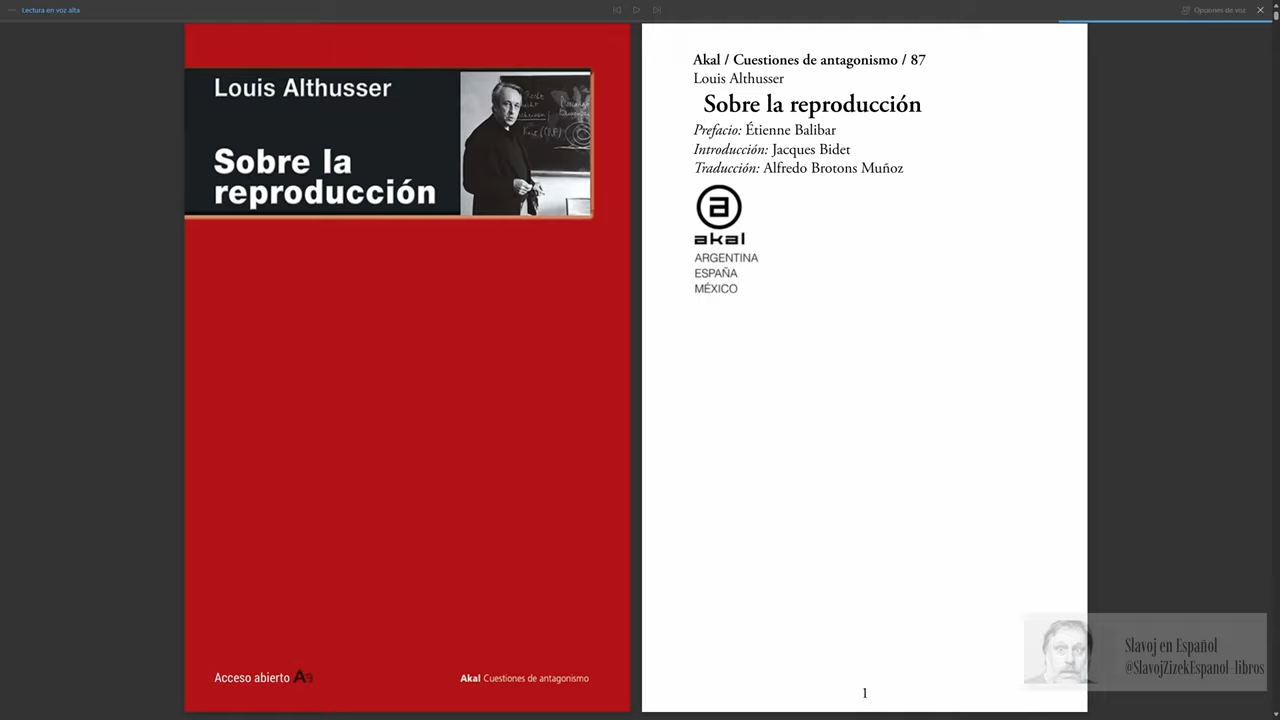 Lectura en voz alta
Opciones de voz
Louis Althusser
Sobre la
reproducción
Acceso abierto
Akal Cuestiones de antagonismo
Akal / Cuestiones de antagonismo / 87
Louis Althusser
Sobre la reproducción
Prefacio: Étienne Balibar
Introducción: Jacques Bidet
Traducción: Alfredo Brotons Muñoz
a
akal
ARGENTINA
ESPAÑA
MÉXICO
1
Slavoj en Español
@SlavojZizekEspanol-libros